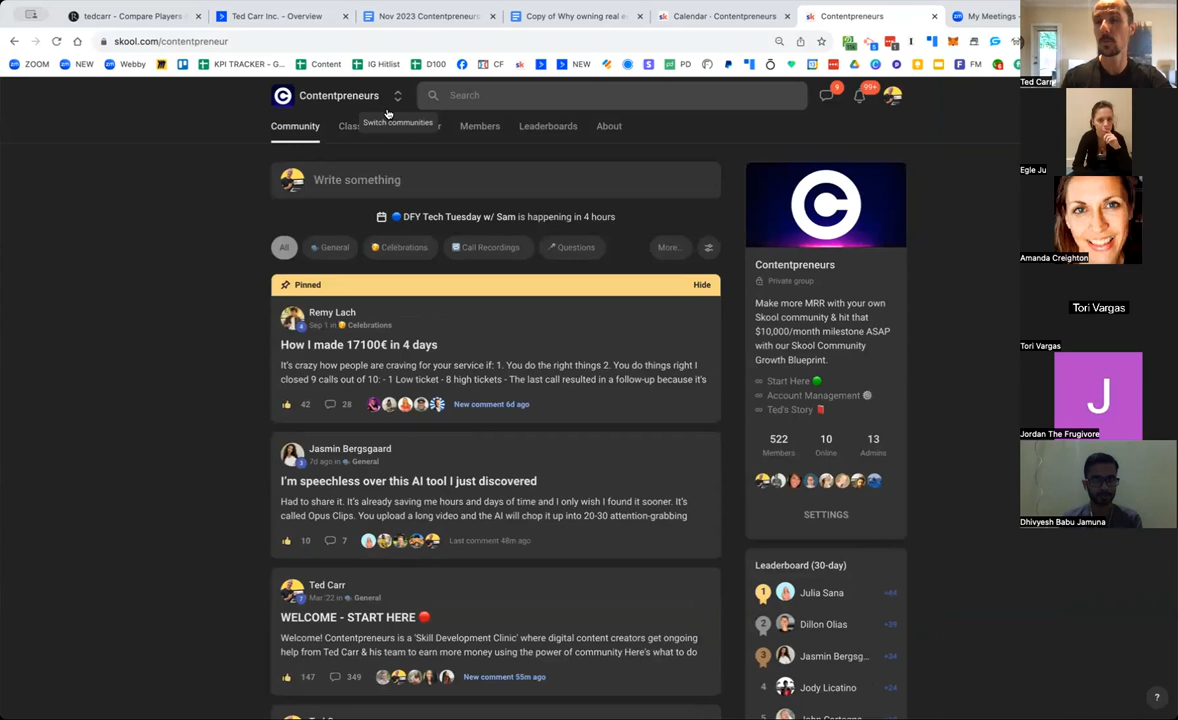 tedcarr - Compare Players
Ted Carr Inc. - Overview
Nov 2023 Contentpreneurs
Copy of Why owning real e
Calendar · Contentpreneurs
Contentpreneurs
My Meetings -
skool.com/contentpreneur
ZOOM
NEW
Webby
KPI TRACKER - G...
Content
IG Hitlist
D100
CF
NEW
PD
FM
Contentpreneurs
Search
9
99+
Switch communities
Community
Clas
r
Members
Leaderboards
About
Write something
DFY Tech Tuesday w/ Sam is happening in 4 hours
All
General
Celebrations
Call Recordings
Questions
More...
Pinned
Hide
Remy Lach
Sep 1 in Celebrations
How I made 17100€ in 4 days
It's crazy how people are craving for your service if: 1. You do the right things 2. You do things right I
closed 9 calls out of 10: - 1 Low ticket - 8 high tickets - The last call resulted in a follow-up because it's
42
28
New comment 6d ago
Jasmin Bergsgaard
7d ago in General
I'm speechless over this AI tool I just discovered
Had to share it. It's already saving me hours and days of time and I only wish I found it sooner. It's
called Opus Clips. You upload a long video and the AI will chop it up into 20-30 attention-grabbing
10
7
Last comment 48m ago
Ted Carr
Mar '22 in General
WELCOME - START HERE
Welcome! Contentpreneurs is a 'Skill Development Clinic' where digital content creators get ongoing
help from Ted Carr & his team to earn more money using the power of community Here's what to do
147
349
New comment 55m ago
Contentpreneurs
Private group
Make more MRR with your own
Skool community & hit that
$10,000/month milestone ASAP
with our Skool Community
Growth Blueprint.
Start Here
Account Management
Ted's Story
522
10
13
Members
Online
Admins
SETTINGS
Leaderboard (30-day)
1
Julia Sana
2
Dillon Olias
+39
3
Jasmin Bergsg...
+34
4
Jody Licatino
+24
Ted Carr
Egle Ju
Amanda Creighton
Tori Vargas
Tori Vargas
J
Jordan The Frugivore
Dhivyesh Babu Jamuna
?